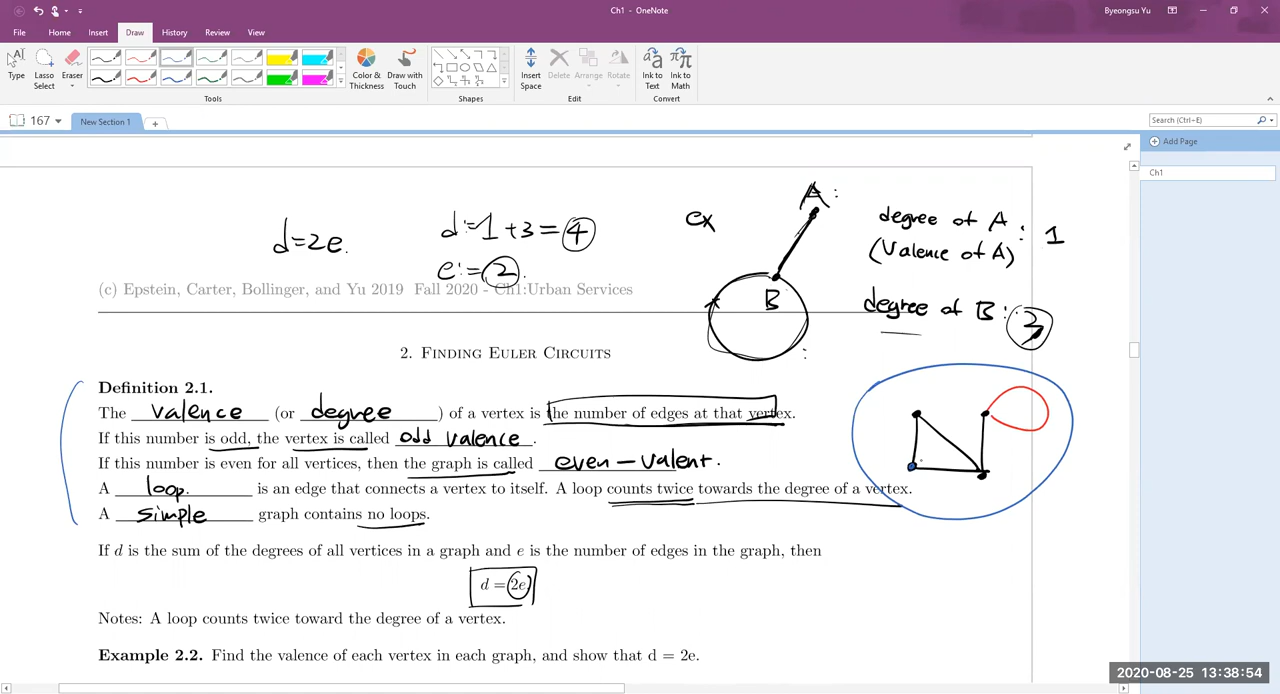 Ch1 - OneNote
Byeongsu Yu
File Home Insert Draw History Review View
Type
Lasso Select
Eraser
Color & Thickness
Draw with Touch
Insert Space
Delete
Arrange
Rotate
Ink to Text
Ink to Math
Tools
Shapes
Edit
Convert
167
New Section 1
Search (Ctrl+E)
Add Page
Ch1
d=2e.
d:=1+3=4
e:=2.
ex
A:
B
degree of A
(Valence of A) : 1
degree of B: 3
(c) Epstein, Carter, Bollinger, and Yu 2019 Fall 2020 - Ch1:Urban Services
2. Finding Euler Circuits
Definition 2.1.
The valence (or degree) of a vertex is the number of edges at that vertex.
If this number is odd, the vertex is called odd valence.
If this number is even for all vertices, then the graph is called even-valent.
A loop. is an edge that connects a vertex to itself. A loop counts twice towards the degree of a vertex.
A simple graph contains no loops.
If d is the sum of the degrees of all vertices in a graph and e is the number of edges in the graph, then
d = 2e
Notes: A loop counts twice toward the degree of a vertex.
Example 2.2. Find the valence of each vertex in each graph, and show that d = 2e.
2020-08-25 13:38:54